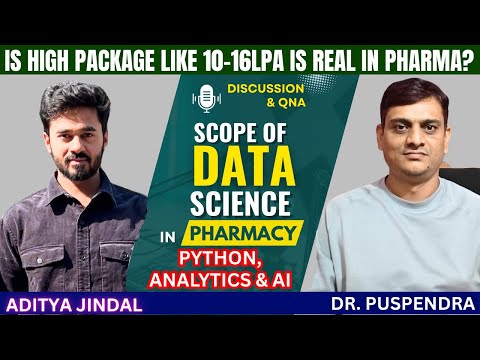 IS HIGH PACKAGE LIKE 10-16LPA IS REAL IN PHARMA?
DISCUSSION
& QNA
SCOPE OF
DATA
SCIENCE
IN PHARMACY
PYTHON,
ANALYTICS & AI
ADITYA JINDAL
DR. PUSPENDRA